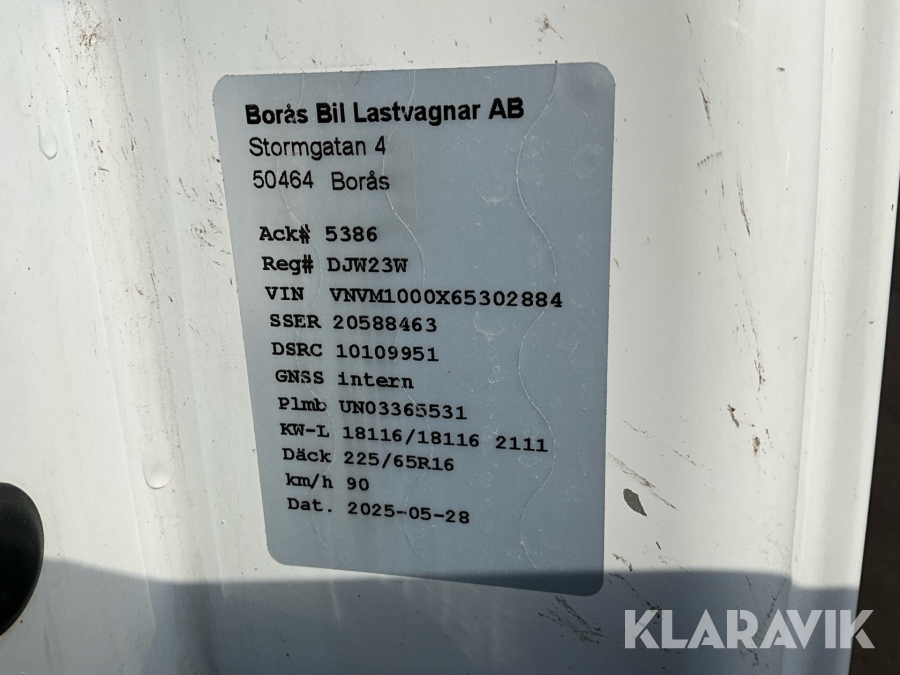 Borås Bil Lastvagnar AB
Stormgatan 4
50464 Borås
Ack# 5386
Reg# DJW23W
VIN VNVM1000X65302884
SSER 20588463
DSRC 10109951
GNSS intern
Plmb UN03365531
KW-L 18116/18116 2111
Däck 225/65R16
km/h 90
Dat. 2025-05-28
KLARAVIK